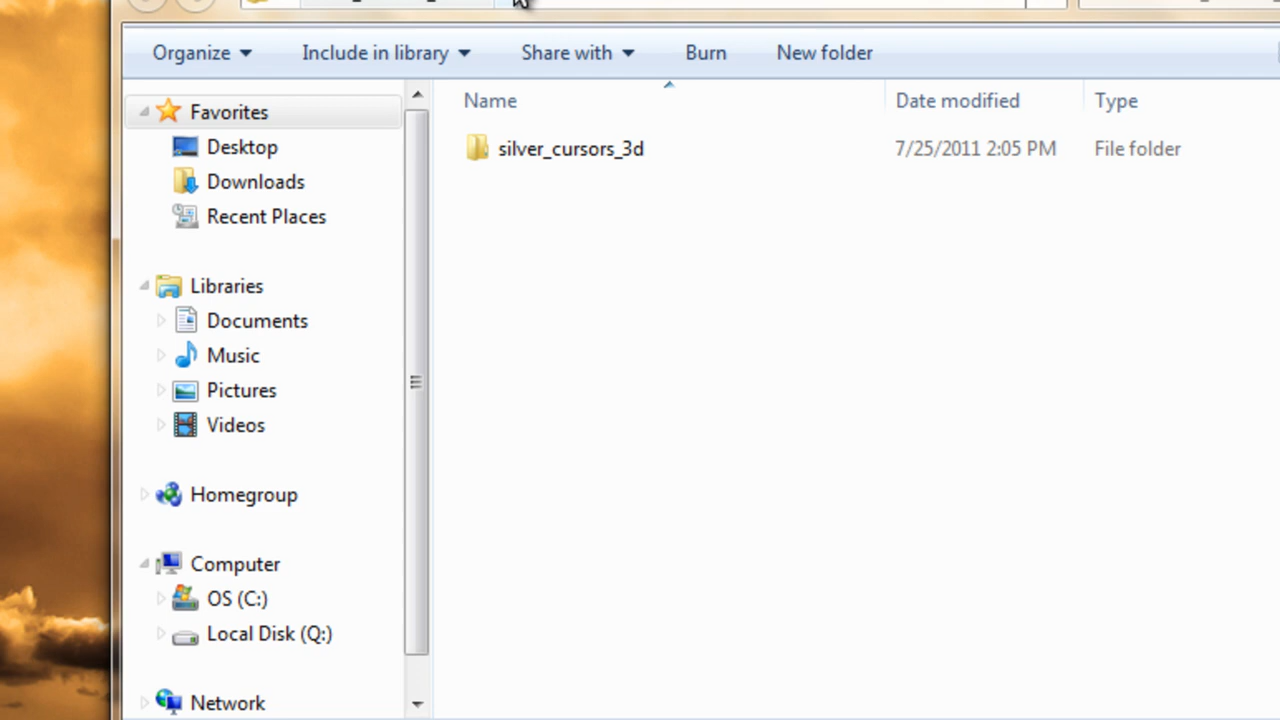 Organize Include in library Share with Burn New folder
Name Date modified Type
silver_cursors_3d 7/25/2011 2:05 PM File folder
Favorites
Desktop
Downloads
Recent Places
Libraries
Documents
Music
Pictures
Videos
Homegroup
Computer
OS (C:)
Local Disk (Q:)
Network